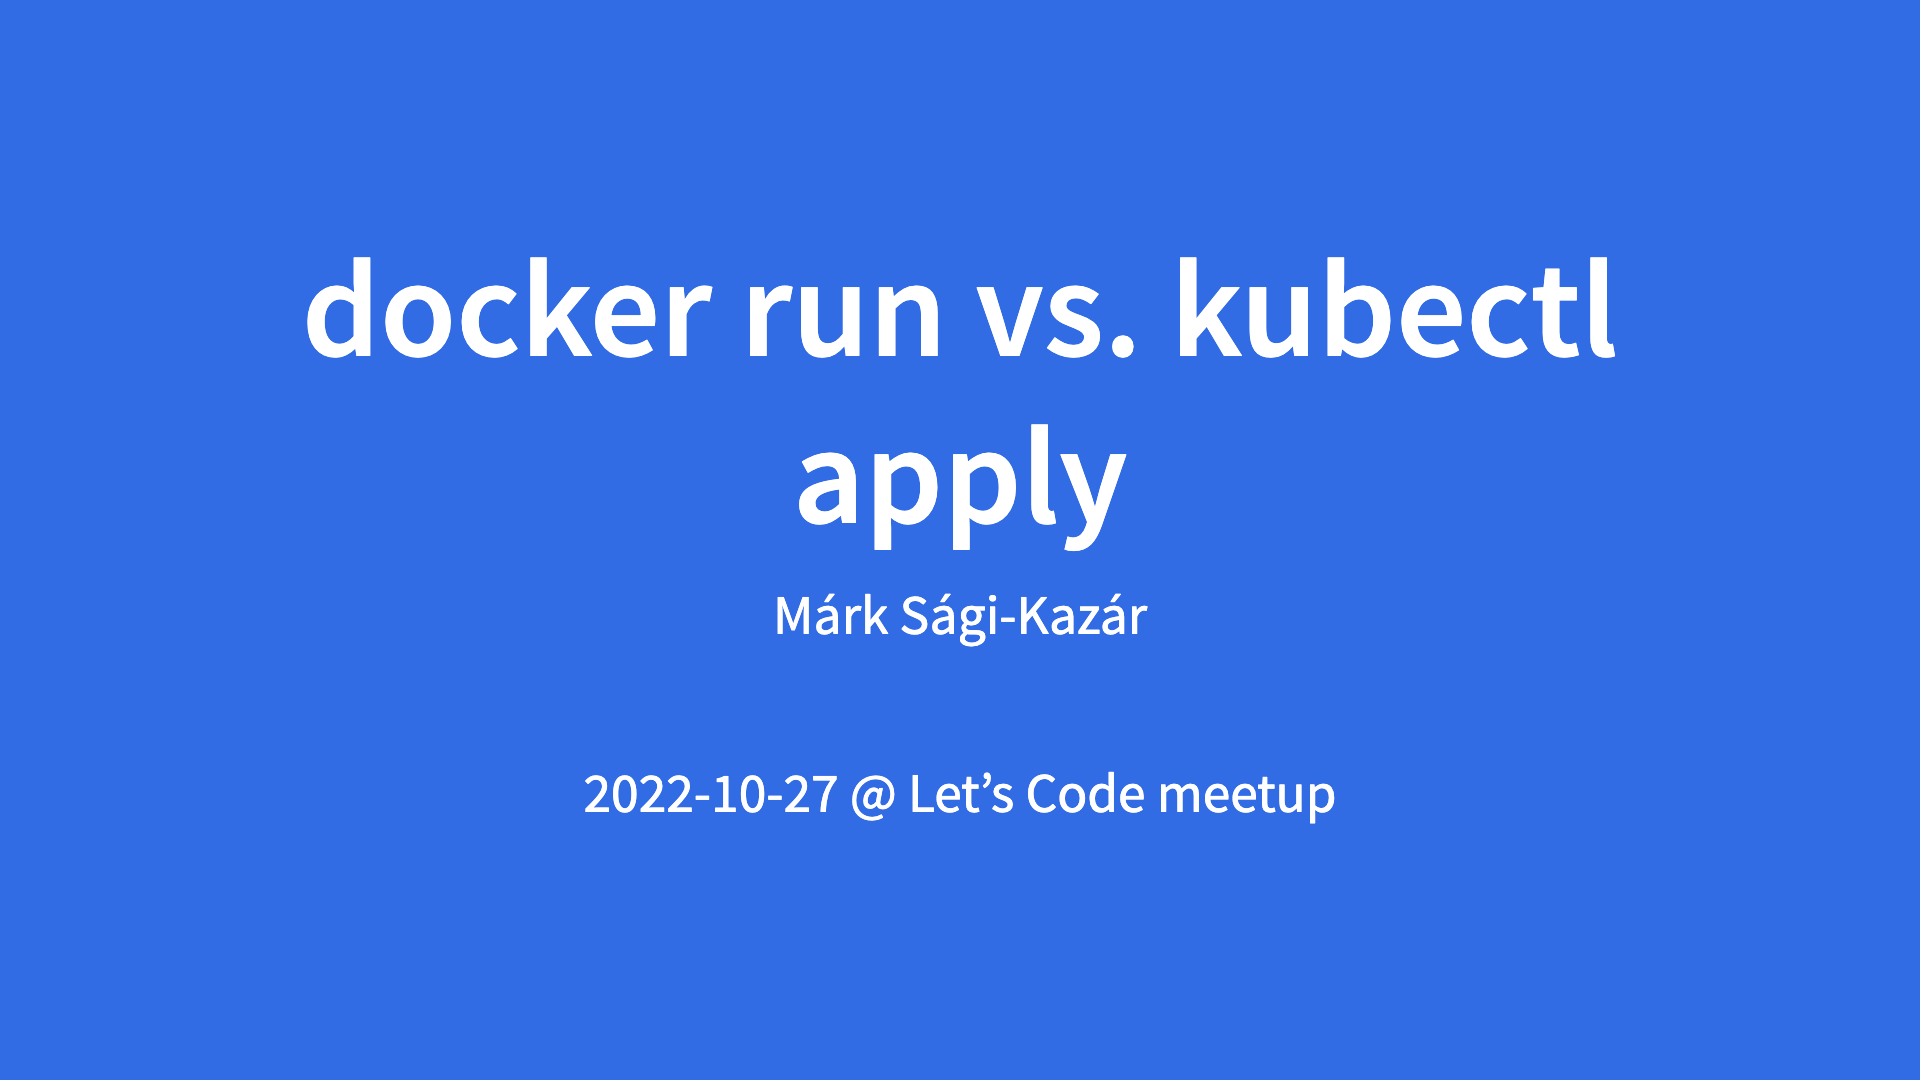 docker run vs. kubectl
apply
Márk Sági-Kazár
2022-10-27 @ Let’s Code meetup